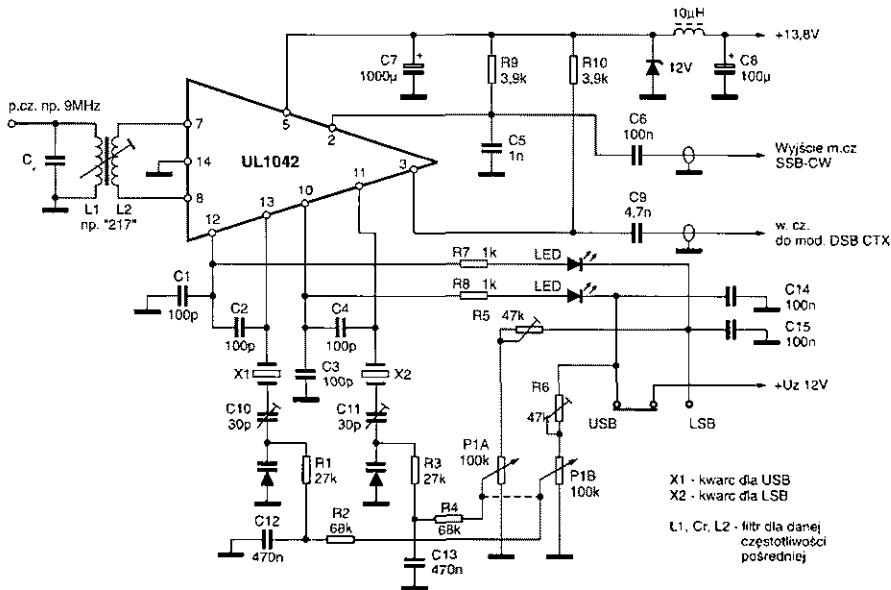 10µH
+13,8V
C7
1000µ
R9
3,9k
R10
3,9k
12V
C8
100µ
p.cz. np. 9MHz
7
5
2
C6
100n
14
UL1042
C5
1n
Wyjście m.cz
SSB-CW
3
8
11
10
13
12
C9
4,7n
w. cz.
do mod. DSB CTX
L1
L2
np. "217"
R7
1k
LED
R8
1k
LED
C1
100p
C2
100p
C4
100p
R5
47k
C14
100n
C15
100n
X1
C3
100p
X2
+Uz 12V
R6
47k
USB
LSB
C10
30p
C11
30p
P1A
100k
P1B
100k
R1
27k
R3
27k
X1 - kwarc dla USB
X2 - kwarc dla LSB
R4
68k
R2
68k
C12
470n
C13
470n
L1, Cr, L2 - filtr dla danej
częstotliwości
pośredniej